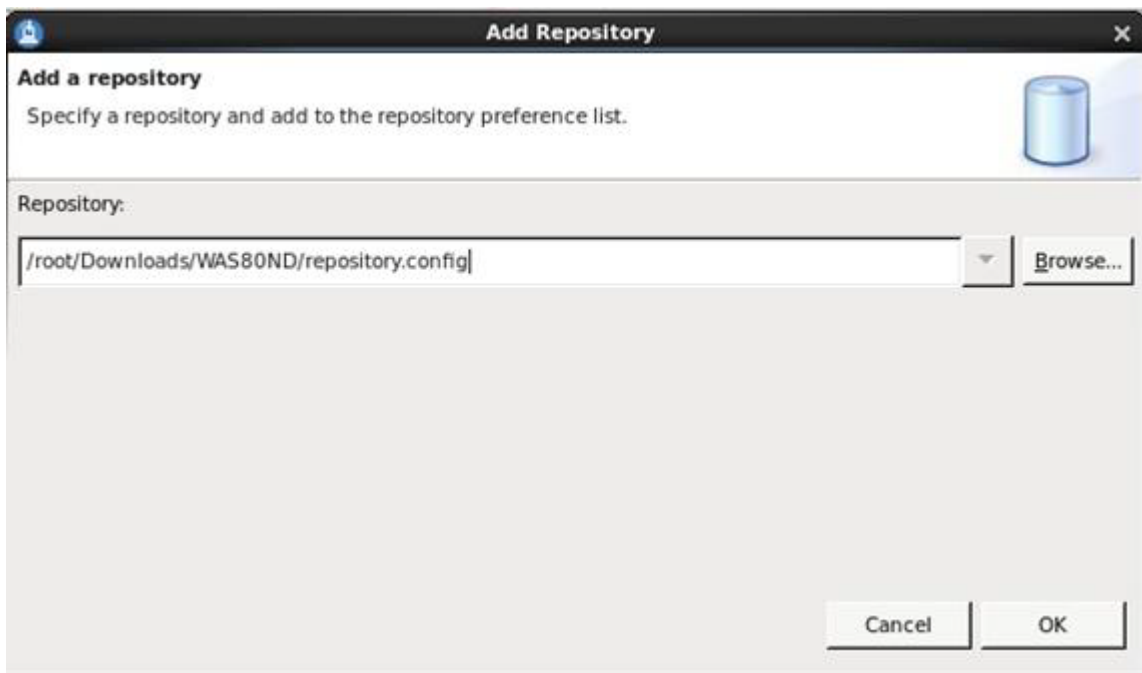 Add Repository
Add a repository
Specify a repository and add to the repository preference list.
Repository:
/root/Downloads/WAS80ND/repository.config
Browse...
Cancel
OK